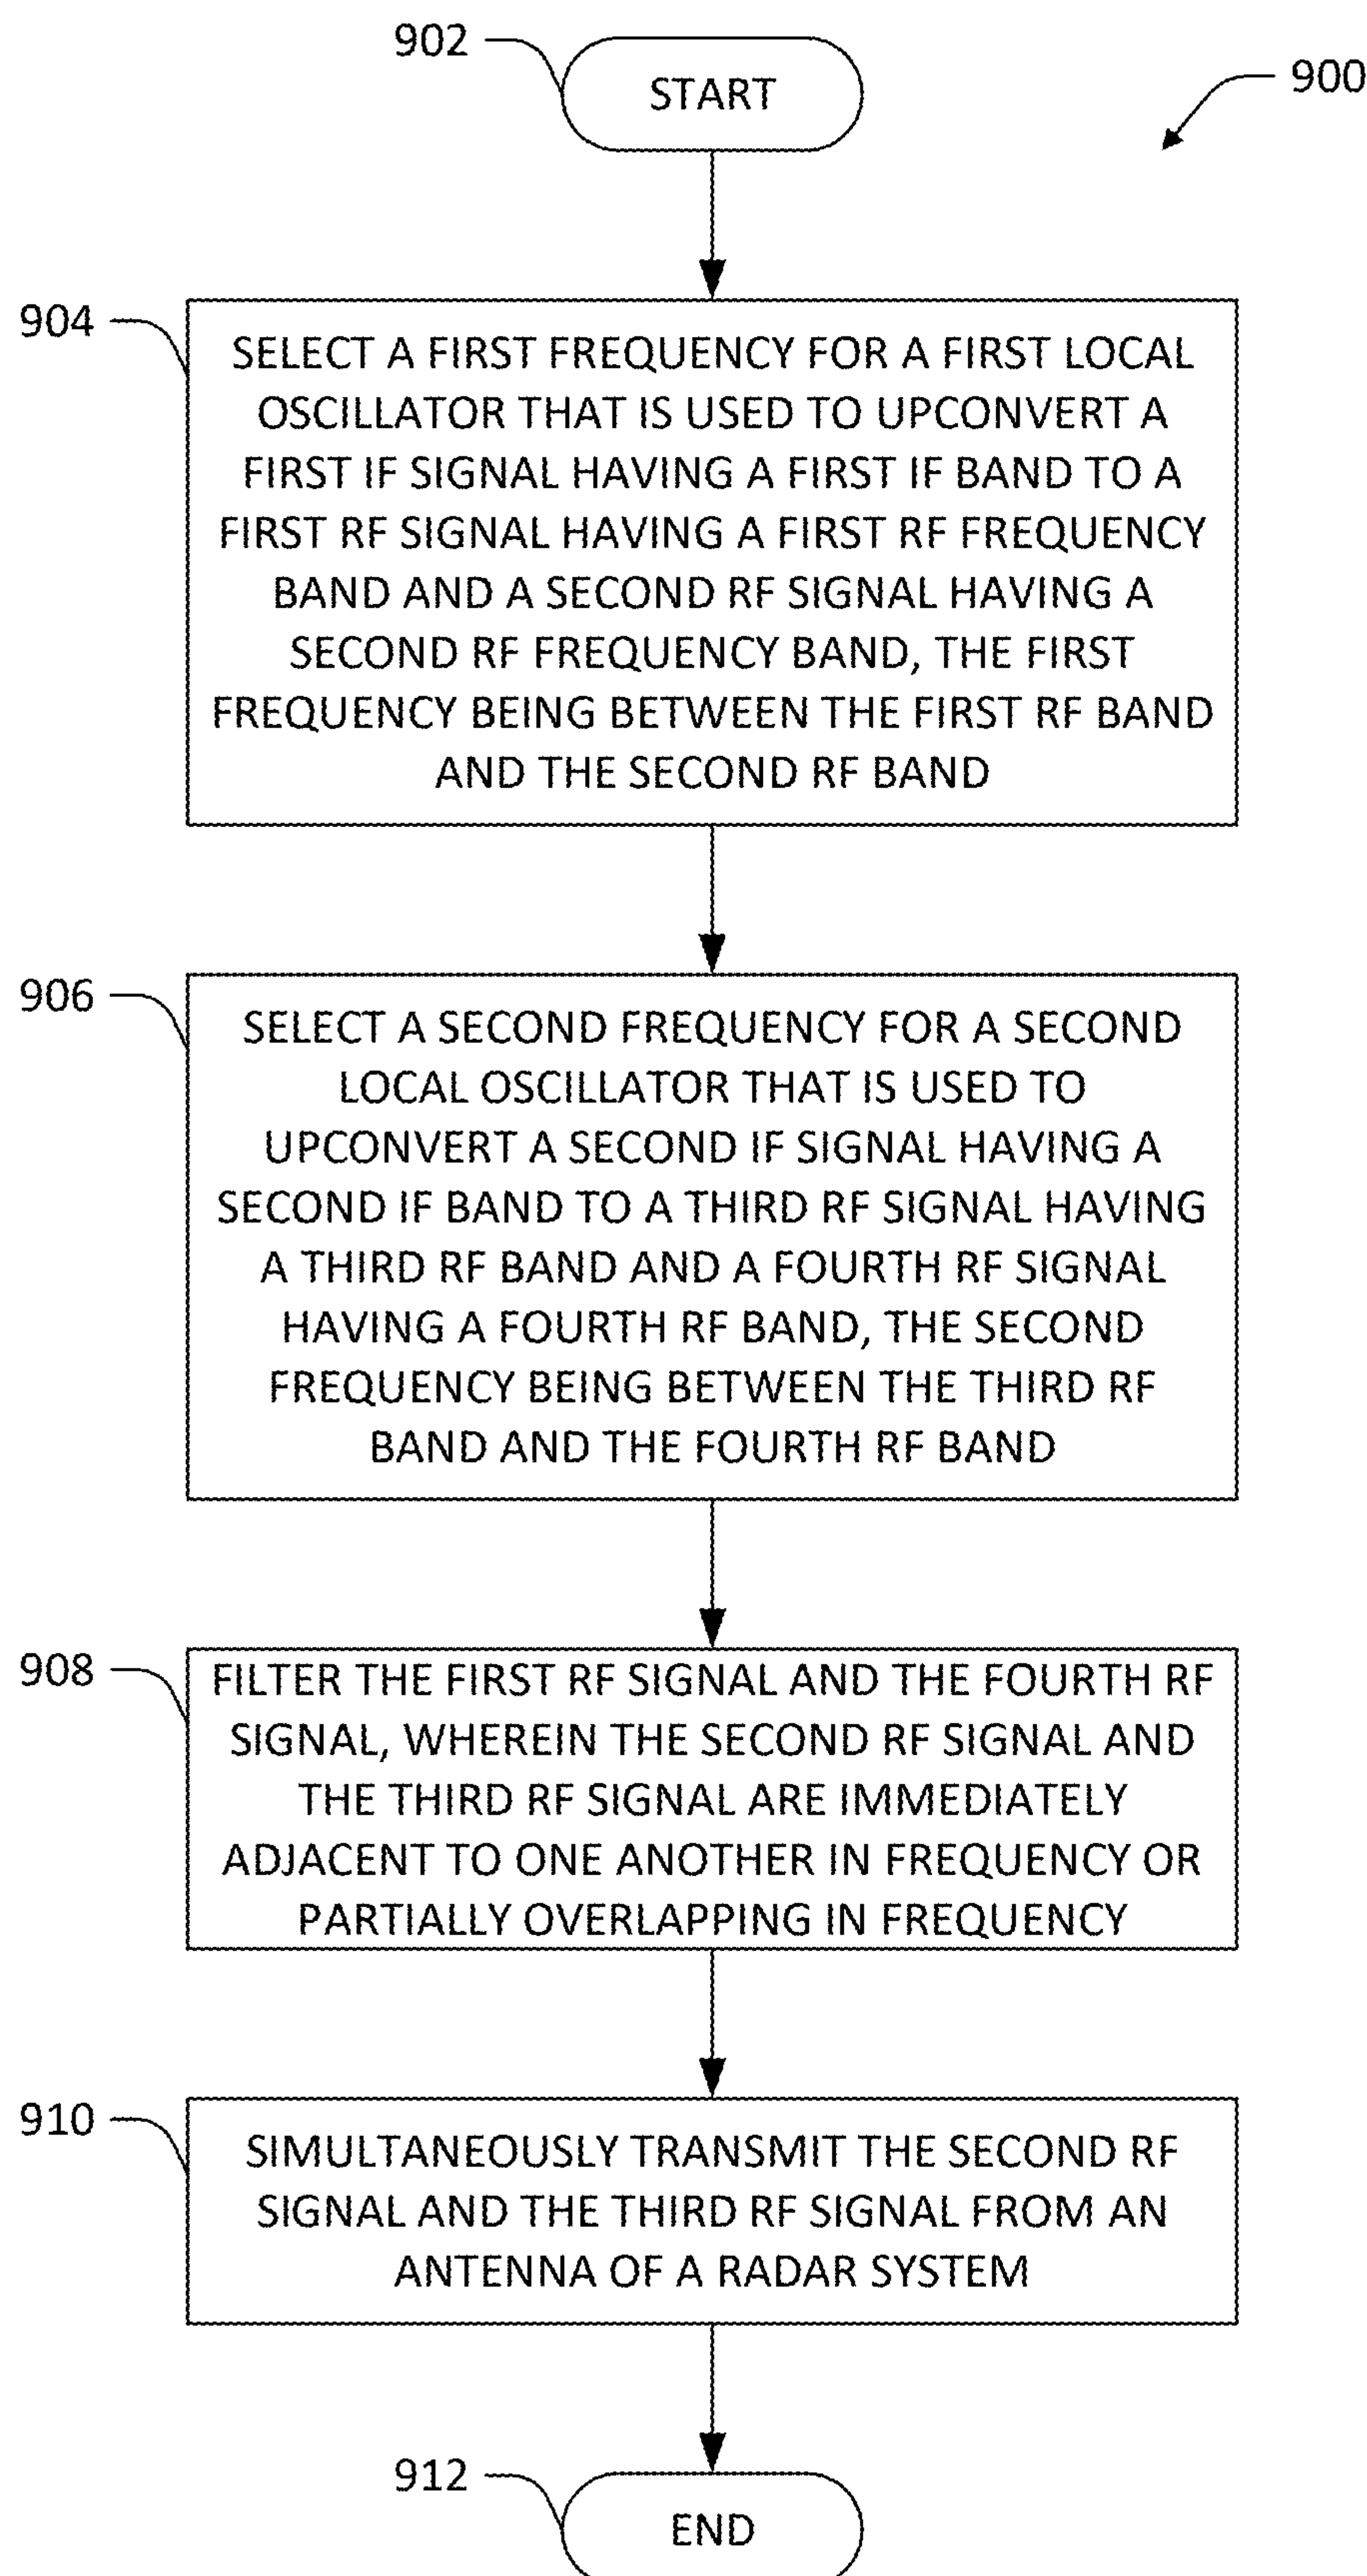 902
START
900
904
SELECT A FIRST FREQUENCY FOR A FIRST LOCAL
OSCILLATOR THAT IS USED TO UPCONVERT A
FIRST IF SIGNAL HAVING A FIRST IF BAND TO A
FIRST RF SIGNAL HAVING A FIRST RF FREQUENCY
BAND AND A SECOND RF SIGNAL HAVING A
SECOND RF FREQUENCY BAND, THE FIRST
FREQUENCY BEING BETWEEN THE FIRST RF BAND
AND THE SECOND RF BAND
906
SELECT A SECOND FREQUENCY FOR A SECOND
LOCAL OSCILLATOR THAT IS USED TO
UPCONVERT A SECOND IF SIGNAL HAVING A
SECOND IF BAND TO A THIRD RF SIGNAL HAVING
A THIRD RF BAND AND A FOURTH RF SIGNAL
HAVING A FOURTH RF BAND, THE SECOND
FREQUENCY BEING BETWEEN THE THIRD RF
BAND AND THE FOURTH RF BAND
908
FILTER THE FIRST RF SIGNAL AND THE FOURTH RF
SIGNAL, WHEREIN THE SECOND RF SIGNAL AND
THE THIRD RF SIGNAL ARE IMMEDIATELY
ADJACENT TO ONE ANOTHER IN FREQUENCY OR
PARTIALLY OVERLAPPING IN FREQUENCY
910
SIMULTANEOUSLY TRANSMIT THE SECOND RF
SIGNAL AND THE THIRD RF SIGNAL FROM AN
ANTENNA OF A RADAR SYSTEM
912
END